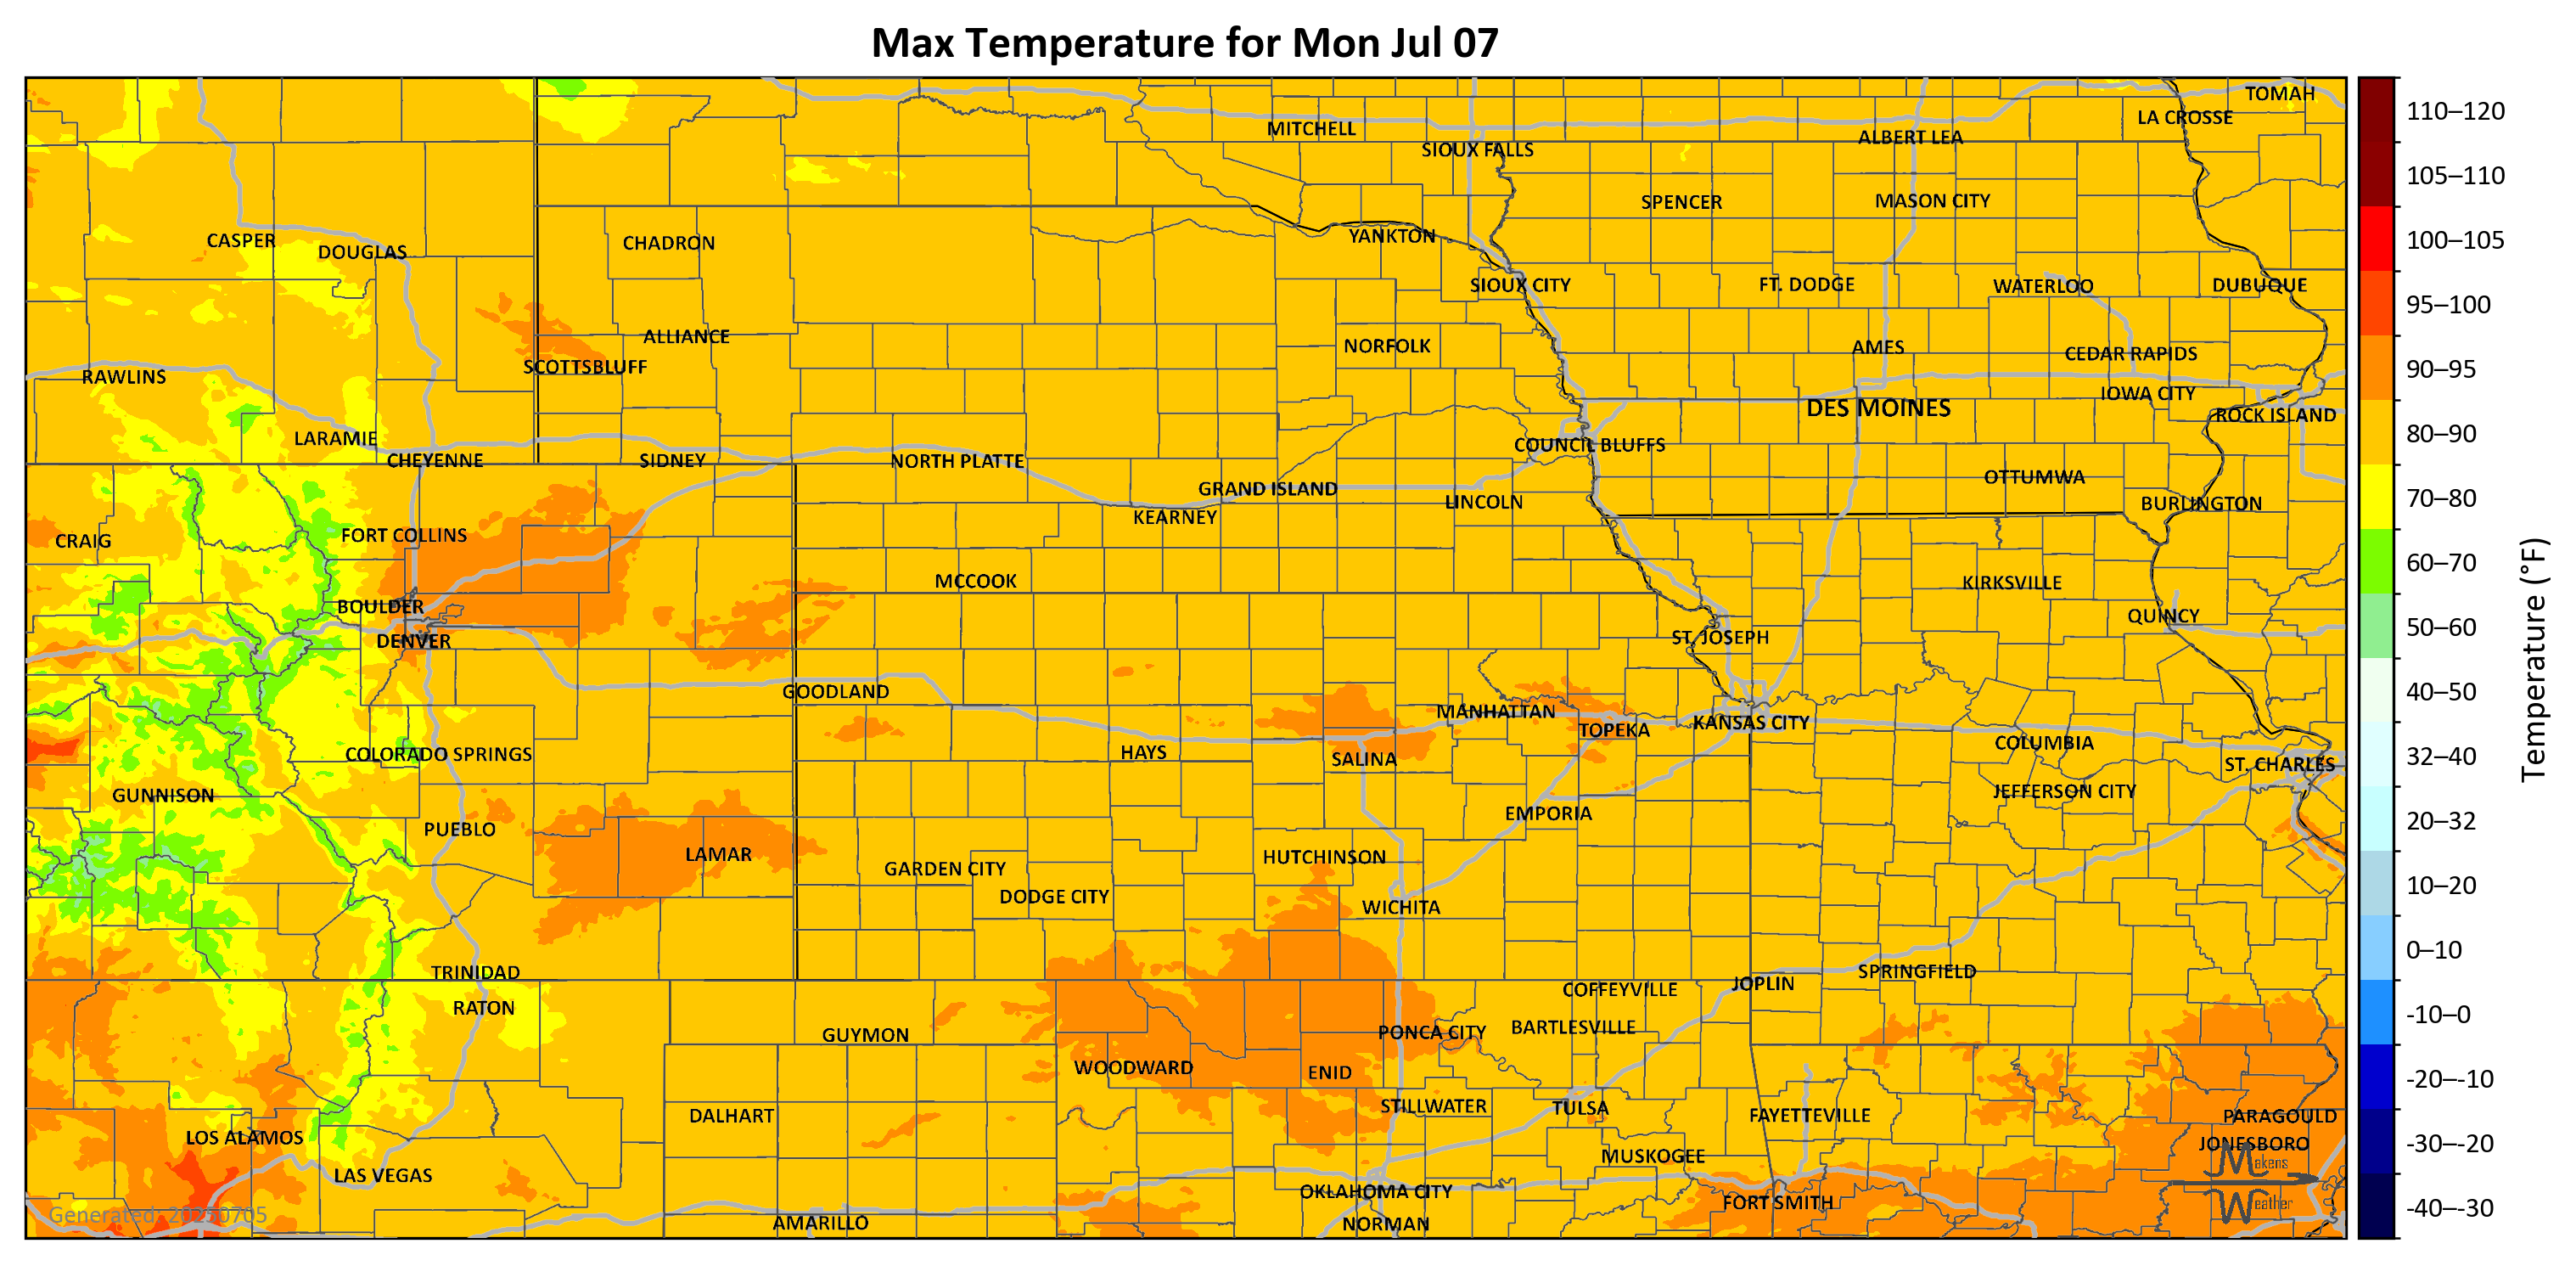 Max Temperature for Mon Jul 07
TOMAH
LA CROSSE
MITCHELL
ALBERT LEA
SIOUX FALLS
SPENCER
MASON CITY
CASPER
DOUGLAS
CHADRON
YANKTON
SIOUX CITY
FT. DODGE
WATERLOO
DUBUQUE
ALLIANCE
NORFOLK
AMES
CEDAR RAPIDS
SCOTTSBLUFF
RAWLINS
IOWA CITY
DES MOINES
ROCK ISLAND
LARAMIE
COUNCIL BLUFFS
CHEYENNE
SIDNEY
NORTH PLATTE
OTTUMWA
GRAND ISLAND
LINCOLN
BURLINGTON
KEARNEY
FORT COLLINS
CRAIG
MCCOOK
KIRKSVILLE
BOULDER
QUINCY
DENVER
ST. JOSEPH
GOODLAND
MANHATTAN
TOPEKA
KANSAS CITY
COLORADO SPRINGS
HAYS
SALINA
COLUMBIA
ST. CHARLES
GUNNISON
JEFFERSON CITY
PUEBLO
EMPORIA
LAMAR
GARDEN CITY
HUTCHINSON
DODGE CITY
WICHITA
TRINIDAD
SPRINGFIELD
JOPLIN
COFFEYVILLE
RATON
GUYMON
PONCA CITY
BARTLESVILLE
WOODWARD
ENID
DALHART
STILLWATER
TULSA
FAYETTEVILLE
PARAGOULD
LOS ALAMOS
JONESBORO
MUSKOGEE
LAS VEGAS
OKLAHOMA CITY
FORT SMITH
AMARILLO
NORMAN
Generated: 20250705
Makens
Weather
110–120
105–110
100–105
95–100
90–95
80–90
70–80
60–70
50–60
40–50
32–40
20–32
10–20
0–10
-10–0
-20–-10
-30–-20
-40–-30
Temperature (°F)